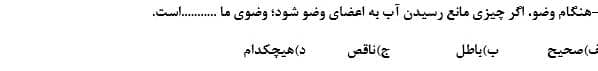 -هنگام وضو، اگر چیزی مانع رسیدن آب به اعضای وضو شود؛ وضوی ما ...........است.
ف)صحیح ب)باطل ج)ناقص د)هیچکدام